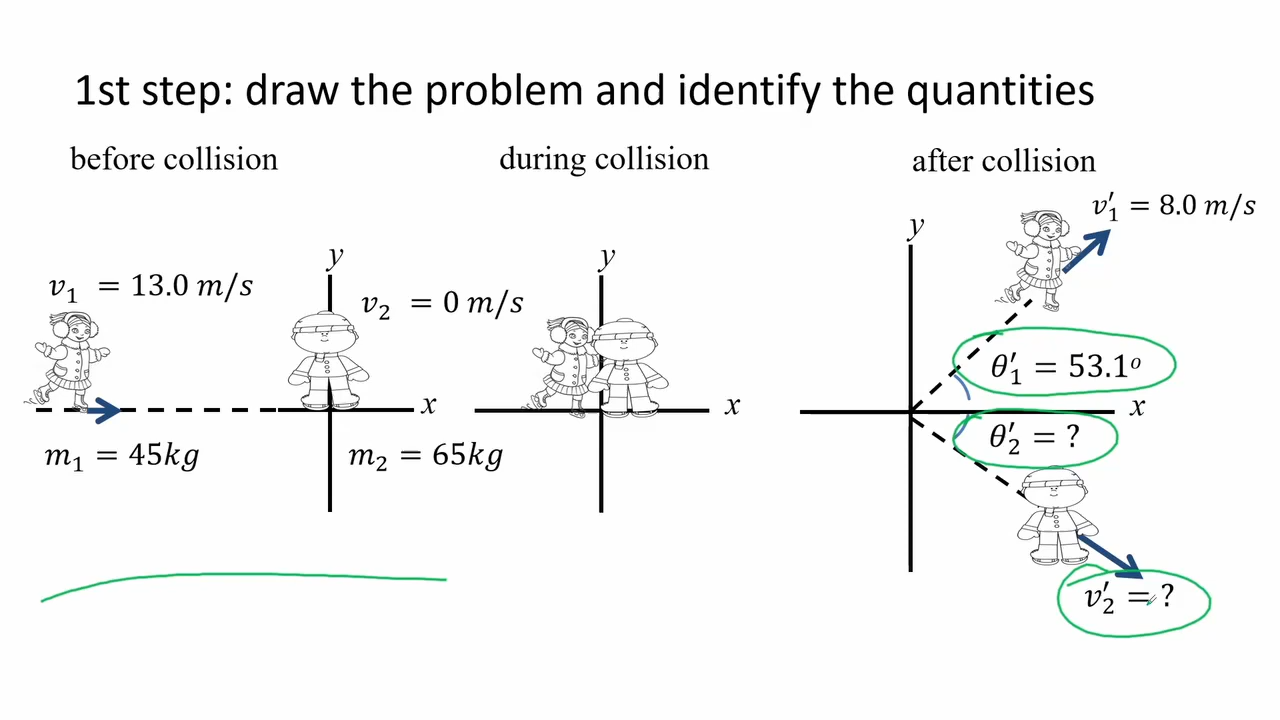 1st step: draw the problem and identify the quantities
before collision
during collision
after collision
v₁ = 13.0 m/s
y
v₂ = 0 m/s
x
m₁ = 45kg
m₂ = 65kg
y
x
y
v′₁ = 8.0 m/s
θ′₁ = 53.1ᵒ
x
θ′₂ = ?
v′₂ = ?